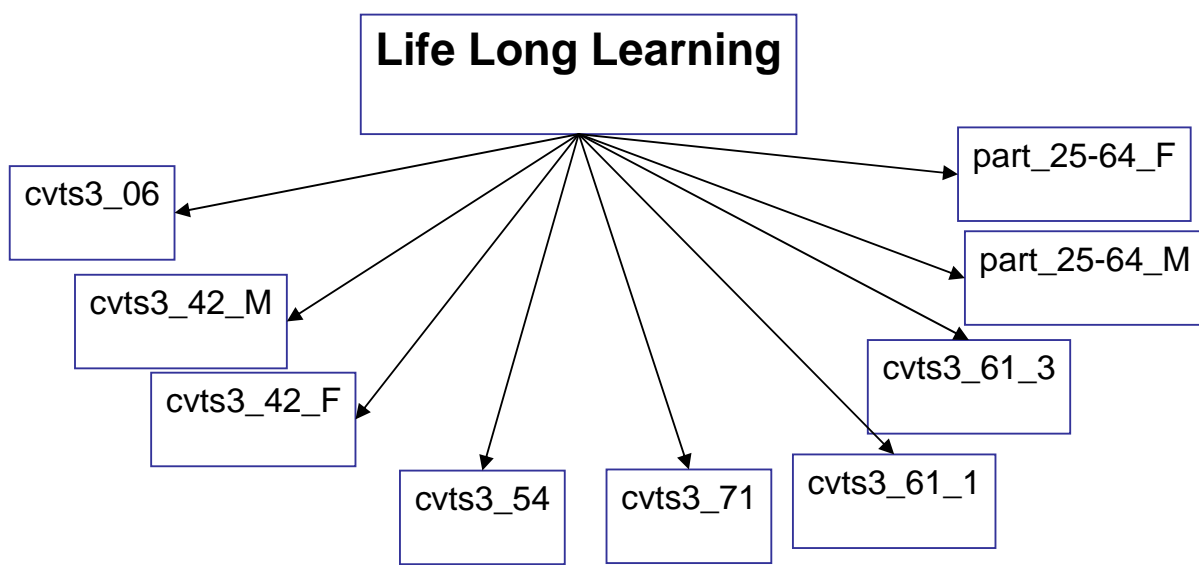 Life Long Learning
part_25-64_F
cvts3_06
part_25-64_M
cvts3_42_M
cvts3_61_3
cvts3_42_F
cvts3_54
cvts3_71
cvts3_61_1